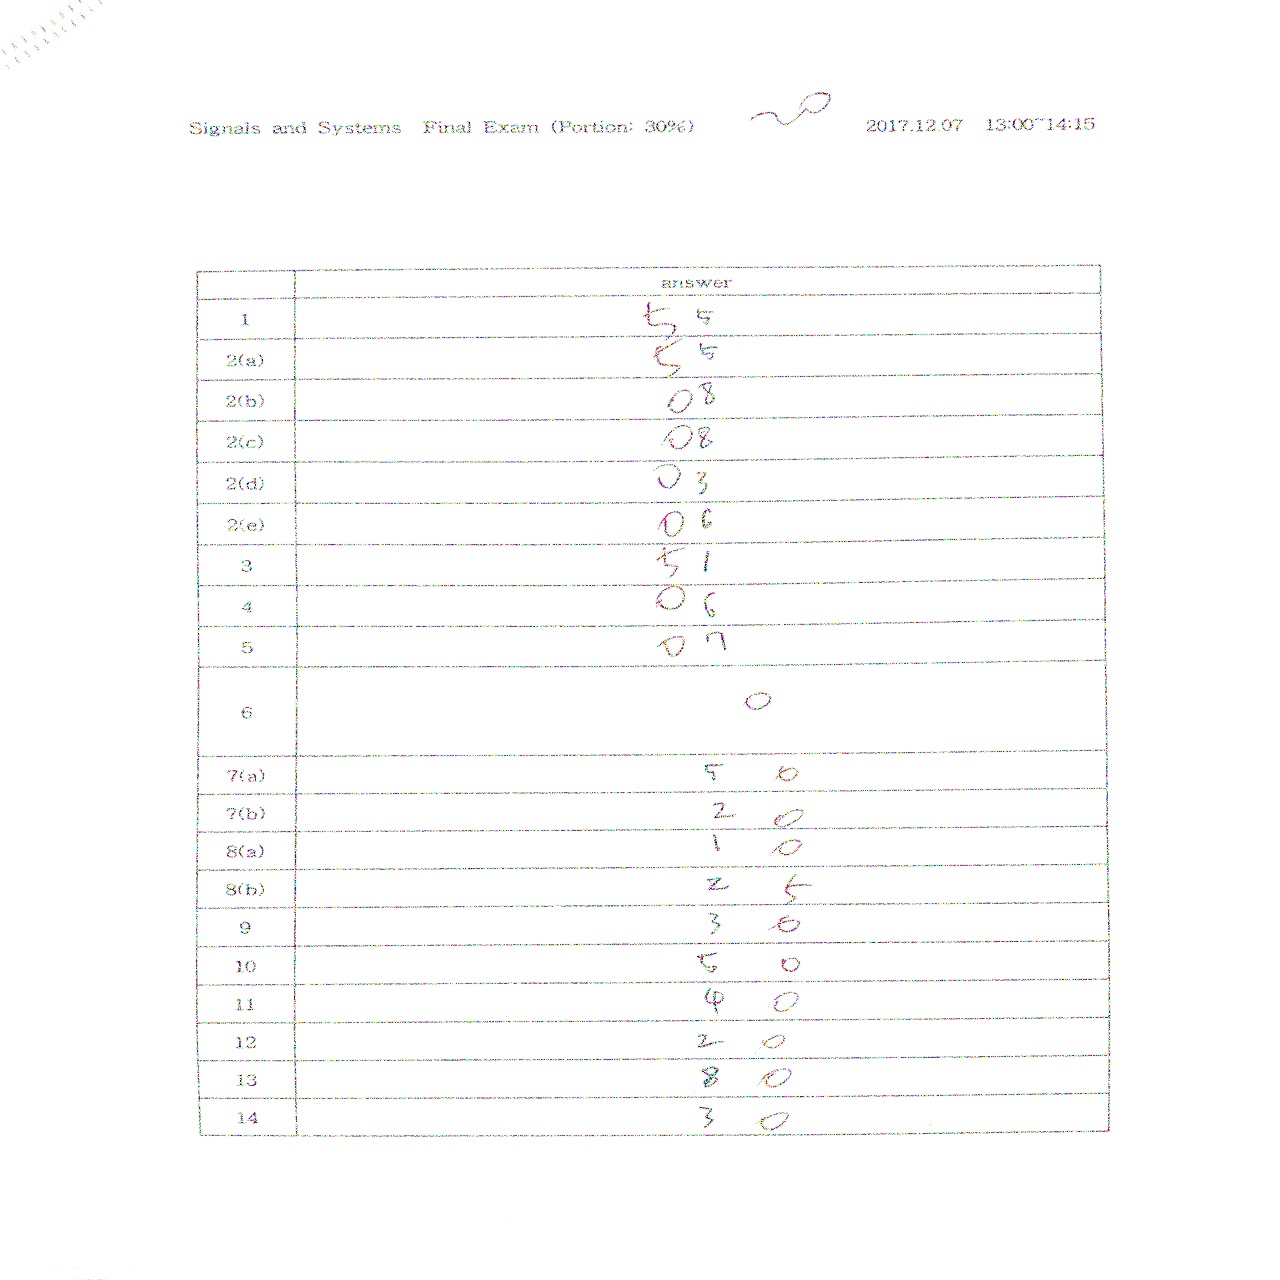 Signals and Systems Final Exam (Portion: 30%) 20 2017.12.07 13:00~14:15
answer
1 5 5
2(a) 5 5
2(b) 0 8
2(c) 0 8
2(d) 0 3
2(e) 0 6
3 5 1
4 0 6
5 0 7
6 0
7(a) 5 0
7(b) 2 0
8(a) 1 0
8(b) 2 5
9 3 0
10 5 0
11 4 0
12 2 0
13 8 0
14 3 0